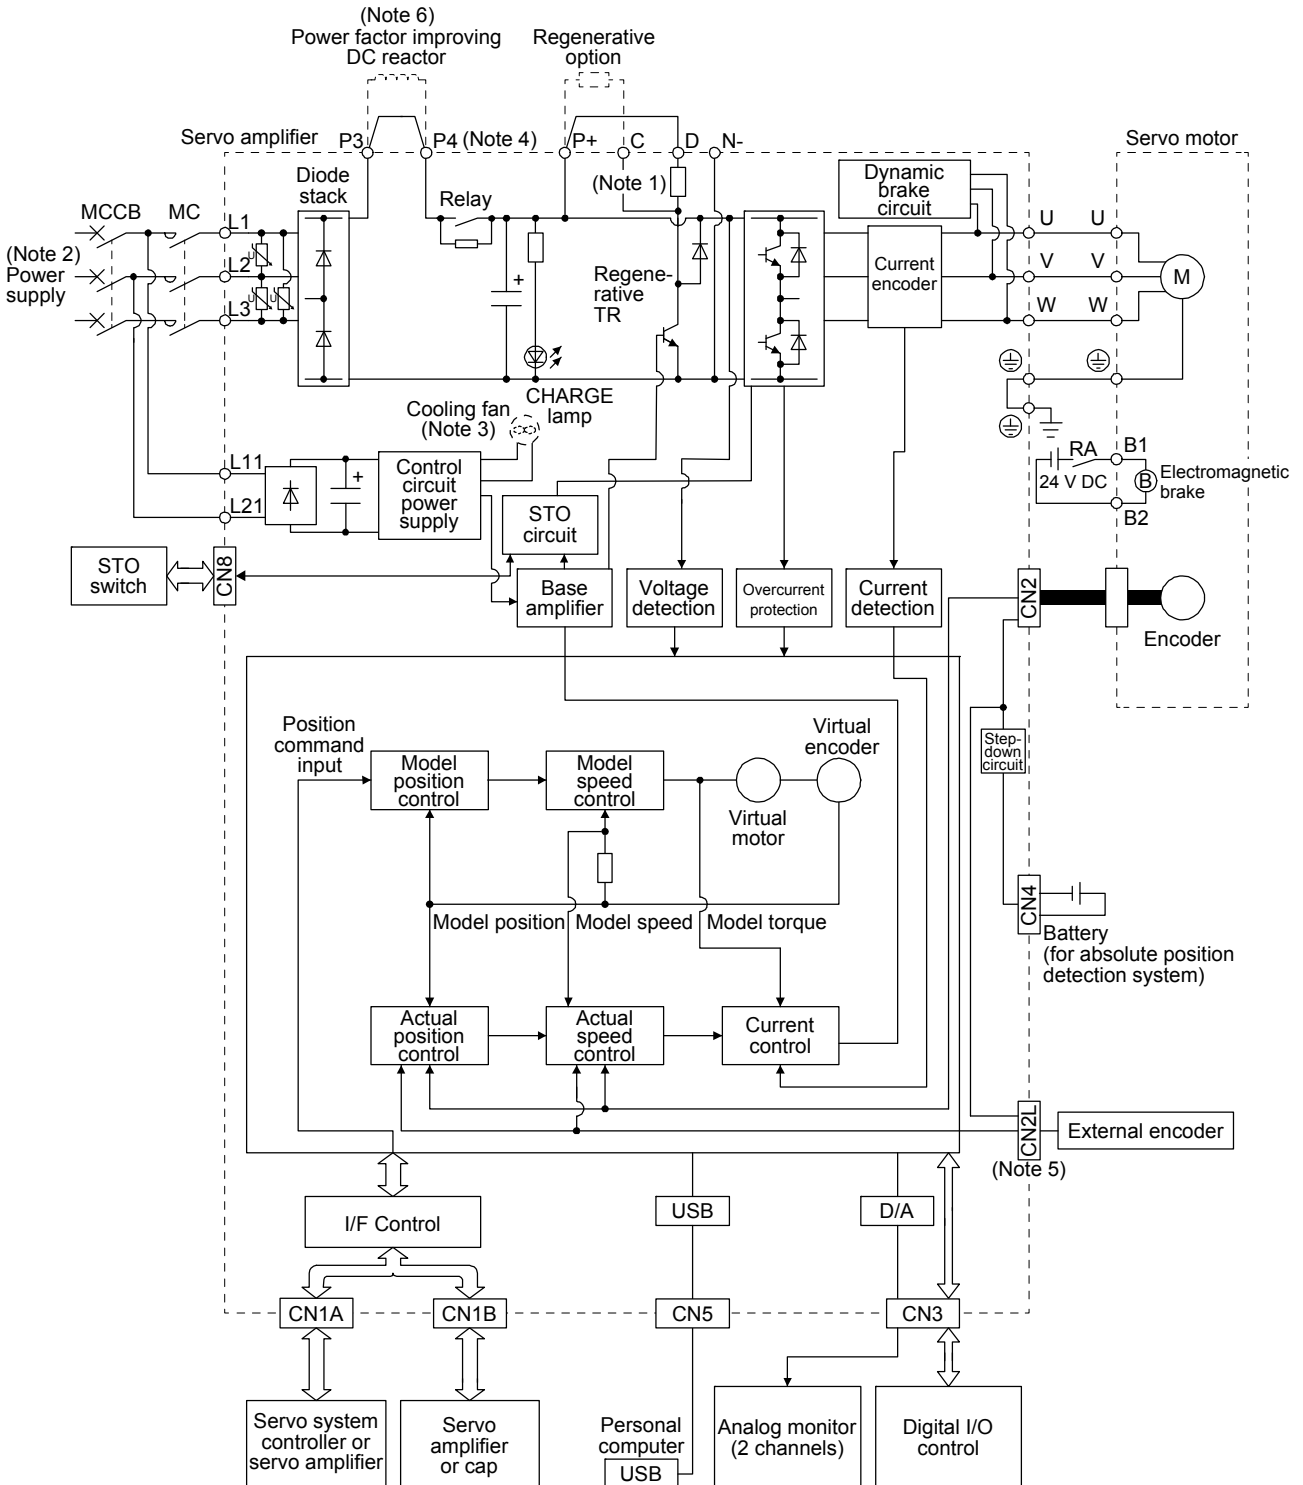 (Note 6)
Power factor improving
DC reactor
Regenerative
option
Servo amplifier
P3
P4
(Note 4)
P+
C
D
N-
Servo motor
Diode
stack
(Note 1)
Dynamic
brake
circuit
MCCB
MC
Relay
L1
U
U
(Note 2)
Power
supply
U
L2
Regene-
rative
TR
+
Current
encoder
V
V
M
U
U
L3
W
W
CHARGE
lamp
Cooling fan
(Note 3)
L11
+
Control
circuit
power
supply
RA
B1
24 V DC
B
Electromagnetic
brake
L21
STO
circuit
B2
STO
switch
CN8
Base
amplifier
Voltage
detection
Overcurrent
protection
Current
detection
CN2
Encoder
Position
command
input
Virtual
encoder
Step-
down
circuit
Model
position
control
Model
speed
control
Virtual
motor
CN4
Model position
Model speed
Model torque
Battery
(for absolute position
detection system)
Actual
position
control
Actual
speed
control
Current
control
CN2L
External encoder
(Note 5)
I/F Control
USB
D/A
CN1A
CN1B
CN5
CN3
Servo system
controller or
servo amplifier
Servo
amplifier
or cap
Personal
computer
USB
Analog monitor
(2 channels)
Digital I/O
control